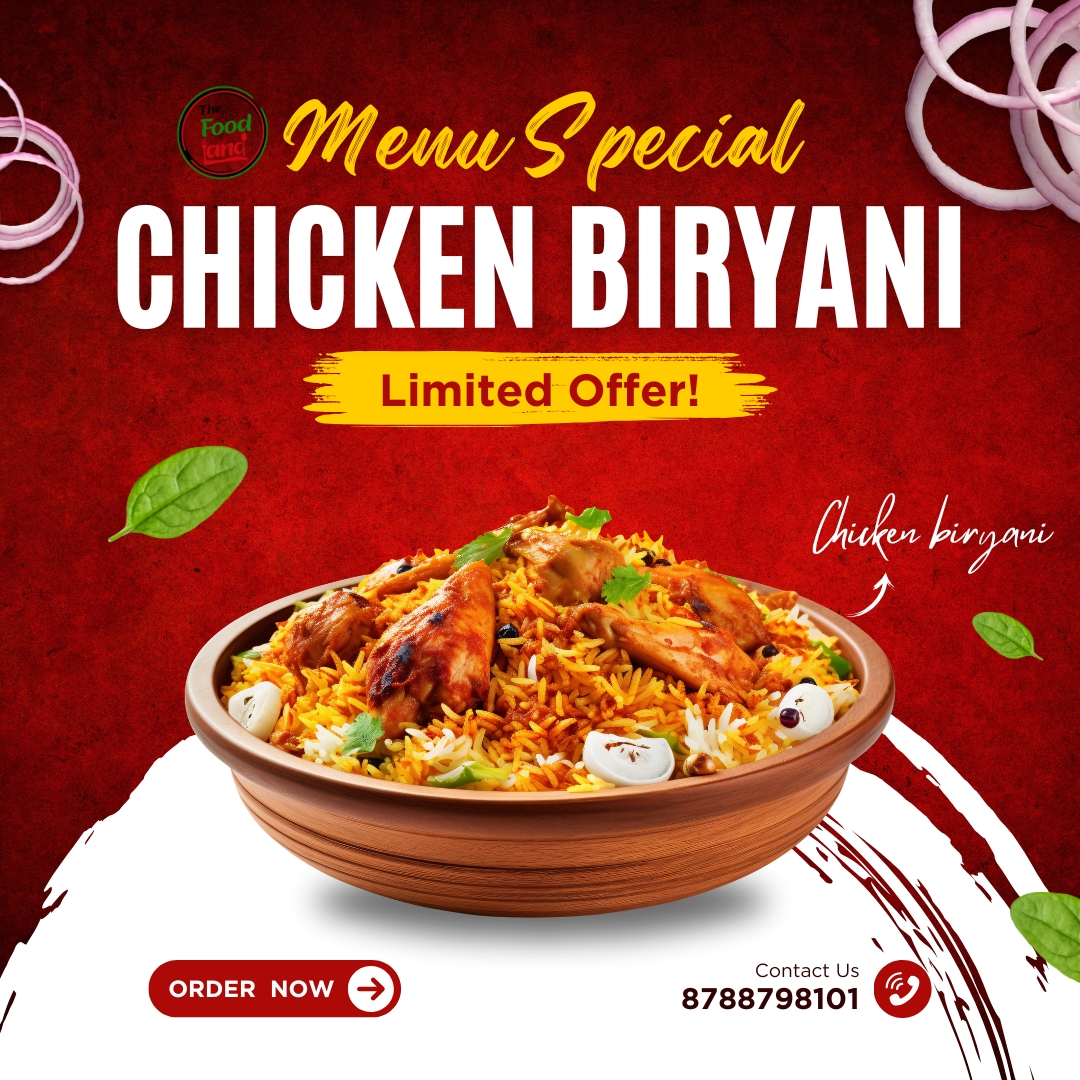 The
Food
land
Menu Special
CHICKEN BIRYANI
Limited Offer!
Chicken biryani
ORDER NOW
Contact Us
8788798101